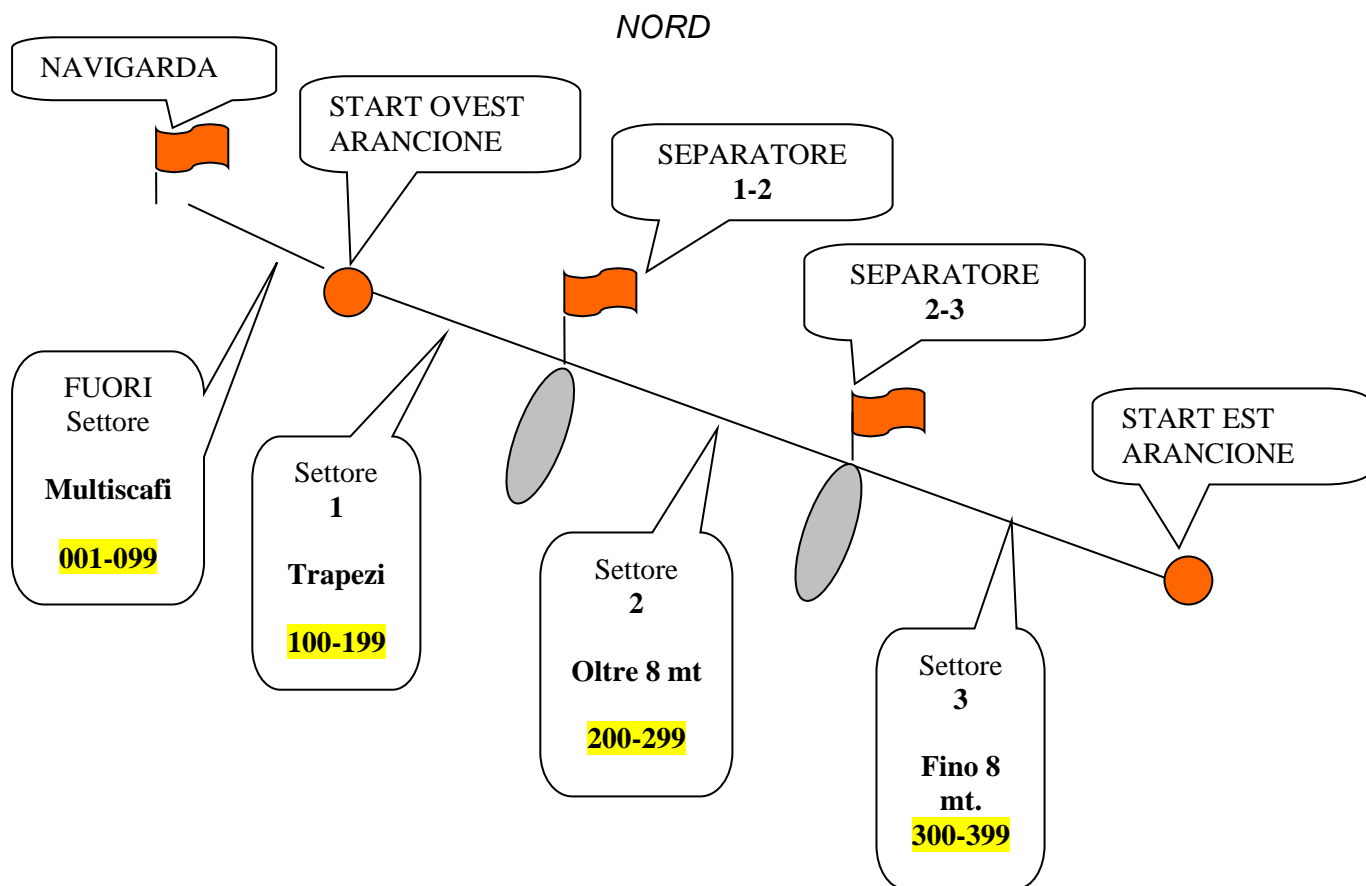 NORD
NAVIGARDA
START OVEST
ARANCIONE
SEPARATORE
1-2
SEPARATORE
2-3
START EST
ARANCIONE
FUORI
Settore
Multiscafi
001-099
Settore
1
Trapezi
100-199
Settore
2
Oltre 8 mt
200-299
Settore
3
Fino 8
mt.
300-399